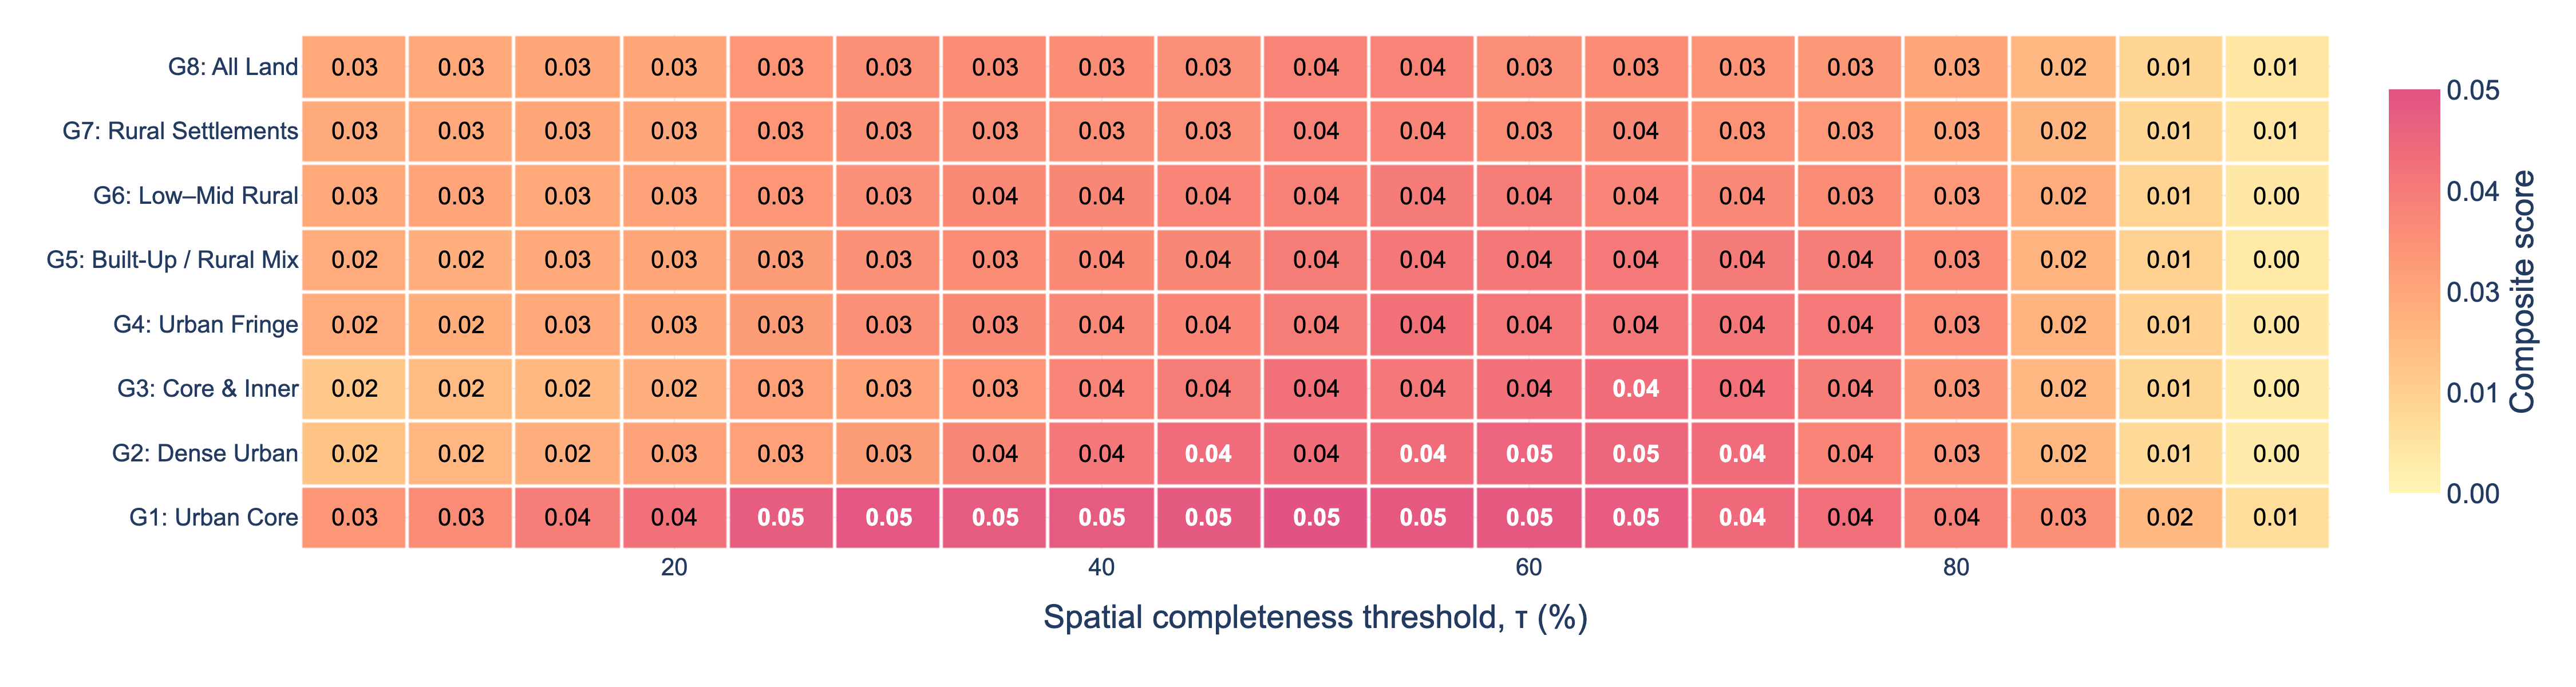 G8: All Land 0.03 0.03 0.03 0.03 0.03 0.03 0.03 0.03 0.03 0.04 0.04 0.03 0.03 0.03 0.03 0.03 0.02 0.01 0.01
G7: Rural Settlements 0.03 0.03 0.03 0.03 0.03 0.03 0.03 0.03 0.03 0.04 0.04 0.03 0.04 0.03 0.03 0.03 0.02 0.01 0.01
G6: Low–Mid Rural 0.03 0.03 0.03 0.03 0.03 0.03 0.04 0.04 0.04 0.04 0.04 0.04 0.04 0.04 0.03 0.03 0.02 0.01 0.00
G5: Built-Up / Rural Mix 0.02 0.02 0.03 0.03 0.03 0.03 0.03 0.04 0.04 0.04 0.04 0.04 0.04 0.04 0.04 0.03 0.02 0.01 0.00
G4: Urban Fringe 0.02 0.02 0.03 0.03 0.03 0.03 0.03 0.04 0.04 0.04 0.04 0.04 0.04 0.04 0.04 0.03 0.02 0.01 0.00
G3: Core & Inner 0.02 0.02 0.02 0.02 0.03 0.03 0.03 0.04 0.04 0.04 0.04 0.04 0.04 0.04 0.04 0.03 0.02 0.01 0.00
G2: Dense Urban 0.02 0.02 0.02 0.03 0.03 0.03 0.04 0.04 0.04 0.04 0.04 0.05 0.05 0.04 0.04 0.03 0.02 0.01 0.00
G1: Urban Core 0.03 0.03 0.04 0.04 0.05 0.05 0.05 0.05 0.05 0.05 0.05 0.05 0.05 0.04 0.04 0.04 0.03 0.02 0.01
20 40 60 80
Spatial completeness threshold, τ (%)
0.05
0.04
0.03
0.01
0.00
Composite score